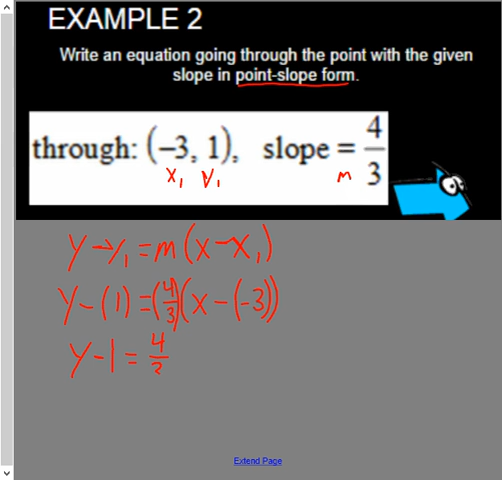 EXAMPLE 2
Write an equation going through the point with the given
slope in point-slope form.
through: (−3, 1), slope = 4/3
x₁ y₁ m
y - y₁ = m(x - x₁)
y - (1) = (4/3)(x - (-3))
y - 1 = 4/3
Extend Page